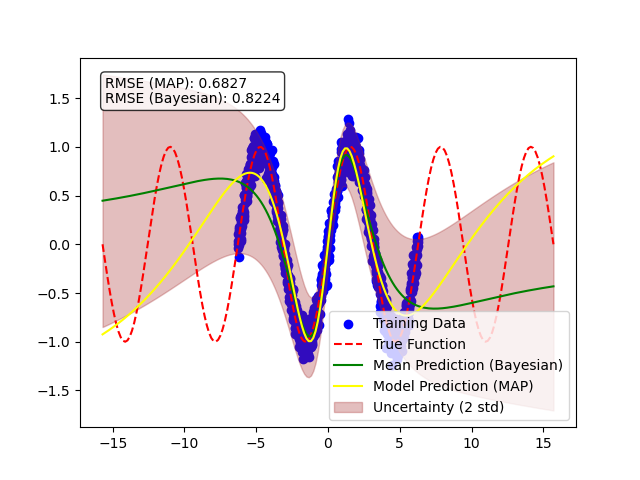 RMSE (MAP): 0.6827
RMSE (Bayesian): 0.8224
1.5
1.0
0.5
0.0
−0.5
−1.0
−1.5
Training Data
True Function
Mean Prediction (Bayesian)
Model Prediction (MAP)
Uncertainty (2 std)
−15
−10
−5
0
5
10
15